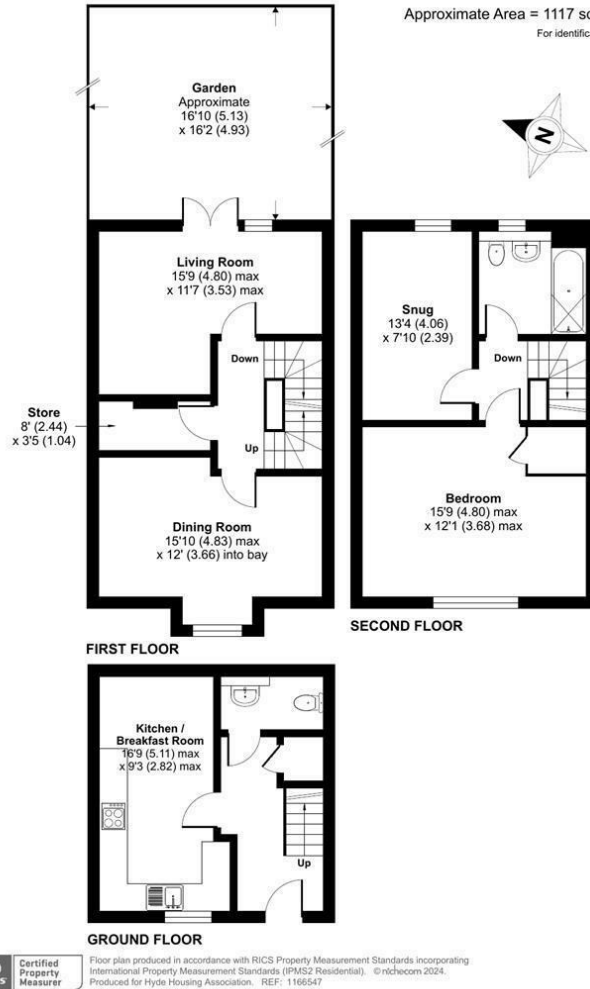 Approximate Area = 1117 sq
For identific
Garden
Approximate
16'10 (5.13)
x 16'2 (4.93)
N
Living Room
15'9 (4.80) max
x 11'7 (3.53) max
Down
Store
8' (2.44)
x 3'5 (1.04)
Up
Dining Room
15'10 (4.83) max
x 12' (3.66) into bay
FIRST FLOOR
Snug
13'4 (4.06)
x 7'10 (2.39)
Down
Bedroom
15'9 (4.80) max
x 12'1 (3.68) max
SECOND FLOOR
Kitchen /
Breakfast Room
16'9 (5.11) max
x 9'3 (2.82) max
Up
GROUND FLOOR
Certified
Property
Measurer
Floor plan produced in accordance with RICS Property Measurement Standards incorporating
International Property Measurement Standards (IPMS2 Residential). © nichecom 2024.
Produced for Hyde Housing Association. REF: 1166547